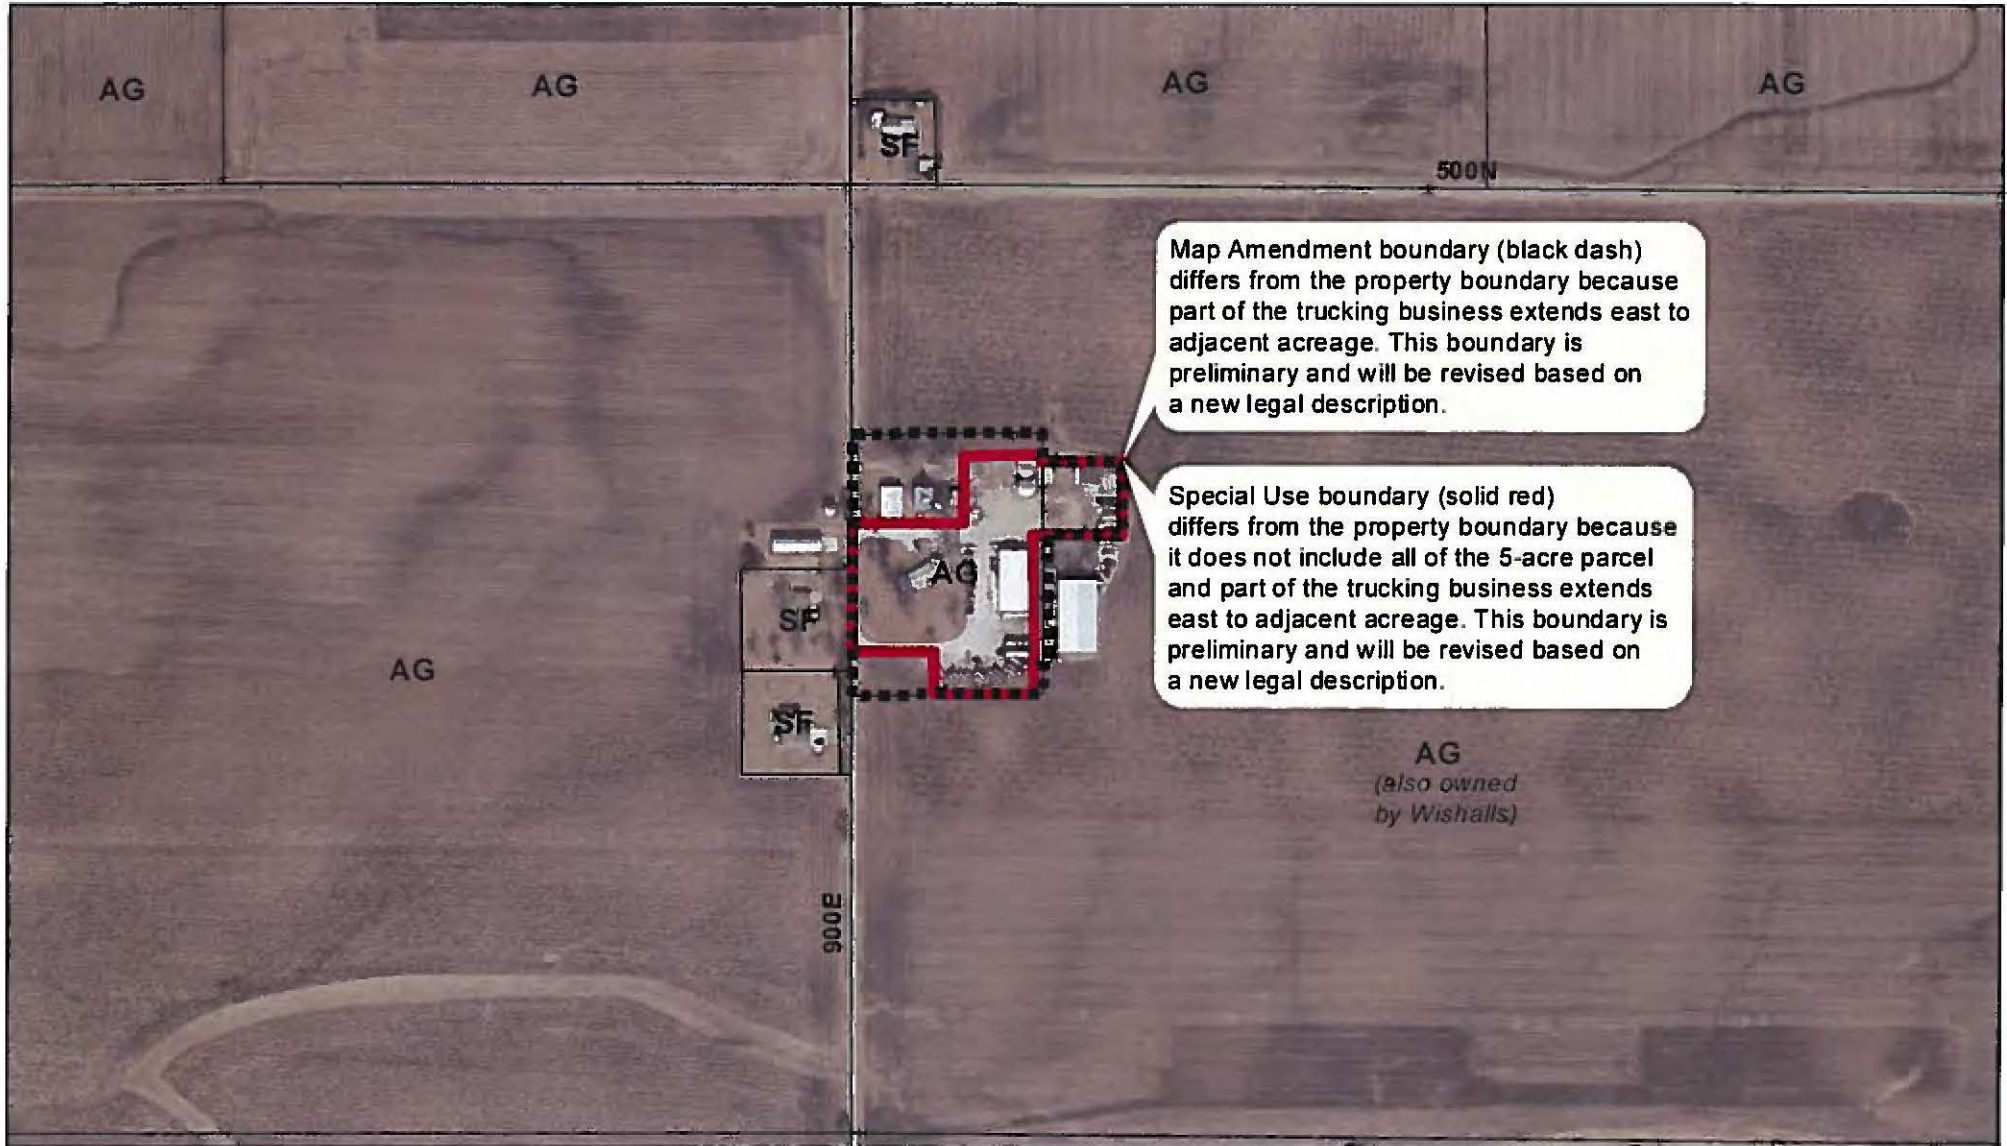 AG
AG
AG
AG
SF
500N
Map Amendment boundary (black dash)
differs from the property boundary because
part of the trucking business extends east to
adjacent acreage. This boundary is
preliminary and will be revised based on
a new legal description.
Special Use boundary (solid red)
differs from the property boundary because
it does not include all of the 5-acre parcel
and part of the trucking business extends
east to adjacent acreage. This boundary is
preliminary and will be revised based on
a new legal description.
AG
SF
AG
SF
AG
(also owned
by Wishalls)
900E